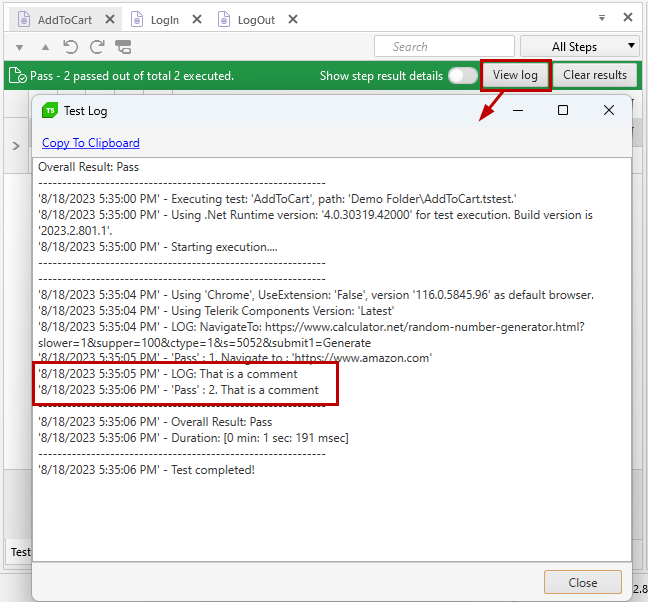 AddToCart
LogIn
LogOut
Search
All Steps
Pass - 2 passed out of total 2 executed.
Show step result details
View log
Clear results
TS
Test Log
Copy To Clipboard
Overall Result: Pass
------------------------------------------------------------
'8/18/2023 5:35:00 PM' - Executing test: 'AddToCart', path: 'Demo Folder\AddToCart.tstest.'
'8/18/2023 5:35:00 PM' - Using .Net Runtime version: '4.0.30319.42000' for test execution. Build version is
'2023.2.801.1'.
'8/18/2023 5:35:00 PM' - Starting execution....
------------------------------------------------------------
------------------------------------------------------------
'8/18/2023 5:35:04 PM' - Using 'Chrome', UseExtension: 'False', version '116.0.5845.96' as default browser.
'8/18/2023 5:35:04 PM' - Using Telerik Components Version: 'Latest'
'8/18/2023 5:35:04 PM' - LOG: NavigateTo: https://www.calculator.net/random-number-generator.html?
slower=1&supper=100&ctype=1&s=5052&submit1=Generate
'8/18/2023 5:35:05 PM' - 'Pass' : 1. Navigate to : 'https://www.amazon.com'
'8/18/2023 5:35:05 PM' - LOG: That is a comment
'8/18/2023 5:35:06 PM' - 'Pass' : 2. That is a comment
------------------------------------------------------------
'8/18/2023 5:35:06 PM' - Overall Result: Pass
'8/18/2023 5:35:06 PM' - Duration: [0 min: 1 sec: 191 msec]
------------------------------------------------------------
'8/18/2023 5:35:06 PM' - Test completed!
Test
Close
2.8